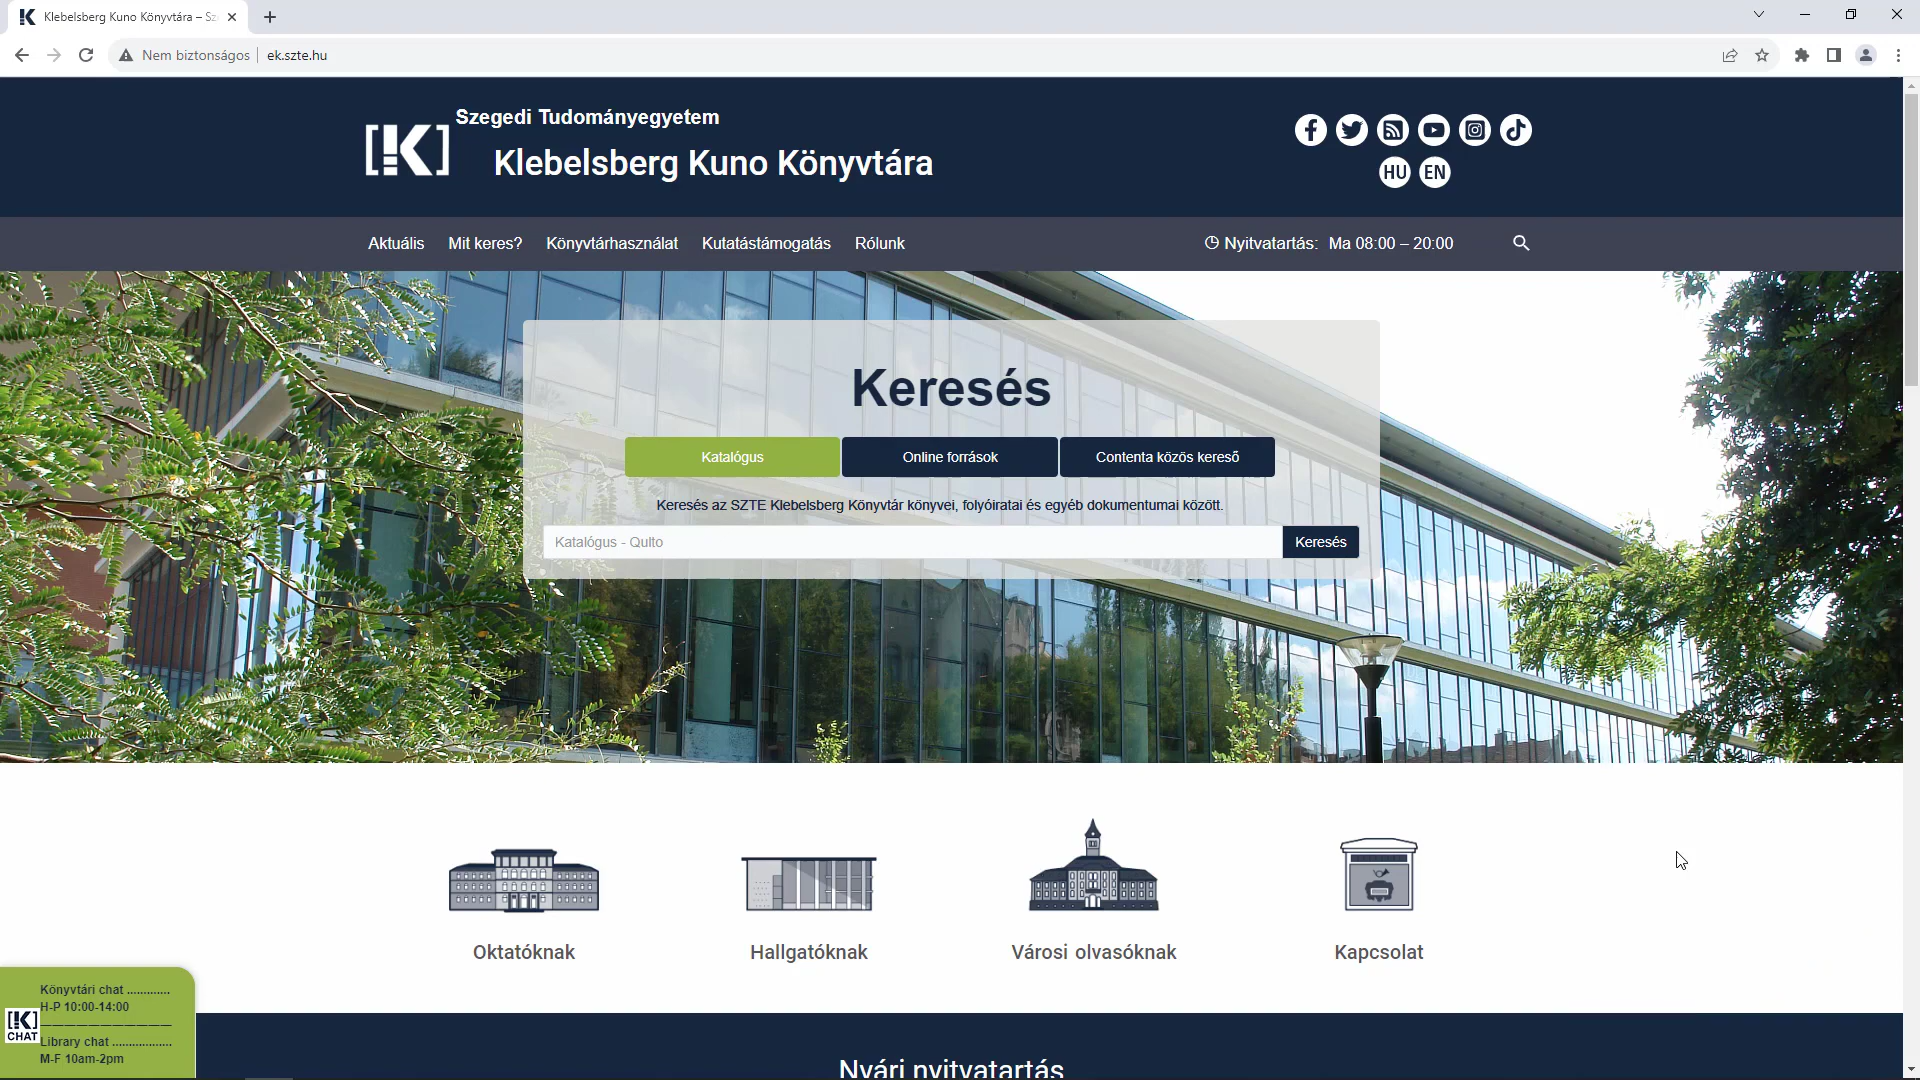 Klebelsberg Kuno Könyvtára – Sz
Nem biztonságos
ek.szte.hu
Szegedi Tudományegyetem
[!K]
Klebelsberg Kuno Könyvtára
HU EN
Aktuális Mit keres? Könyvtárhasználat Kutatástámogatás Rólunk Nyitvatartás: Ma 08:00 – 20:00
Keresés
Katalógus Online források Contenta közös kereső
Keresés az SZTE Klebelsberg Könyvtár könyvei, folyóiratai és egyéb dokumentumai között.
Katalógus - Qulto Keresés
Oktatóknak Hallgatóknak Városi olvasóknak Kapcsolat
Könyvtári chat .............
H-P 10:00-14:00
———————————
[!K]
CHAT
Library chat ..................
M-F 10am-2pm
Nyári nyitvatartás